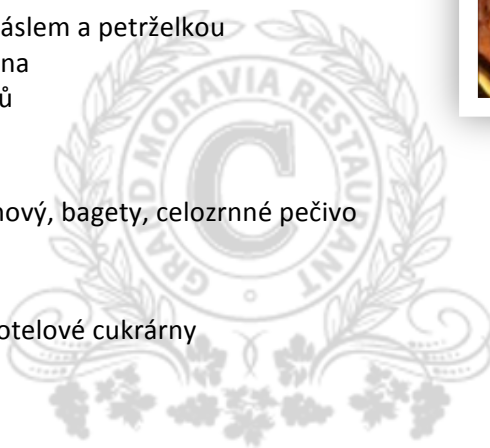 áslem a petrželkou
na
ů
nový, bagety, celozrnné pečivo
otelové cukrárny
GRAND MORAVIA RESTAURANT
C